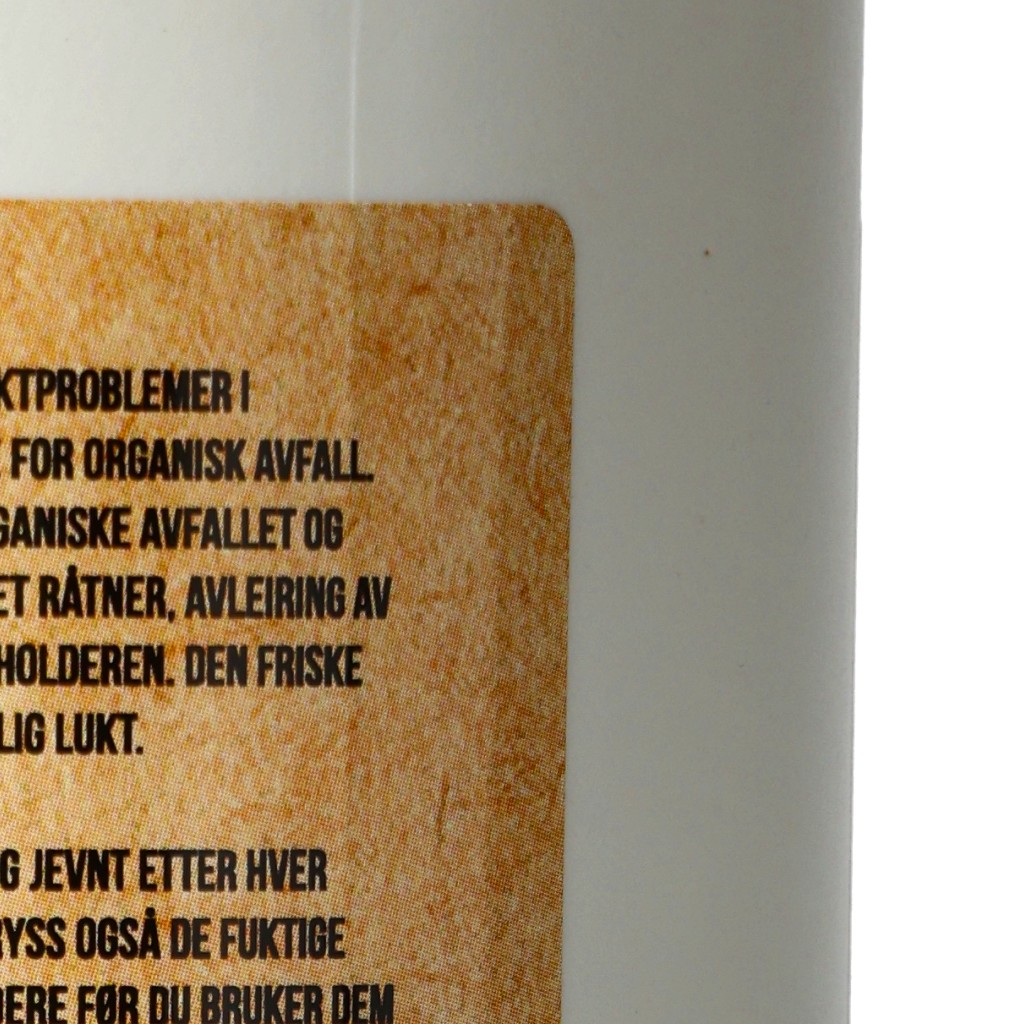 KTPROBLEMER I
FOR ORGANISK AVFALL.
GANISKE AVFALLET OG
ET RÅTNER, AVLEIRING AV
HOLDEREN. DEN FRISKE
LIG LUKT.
G JEVNT ETTER HVER
RYSS OGSÅ DE FUKTIGE
DERE FØR DU BRUKER DEM